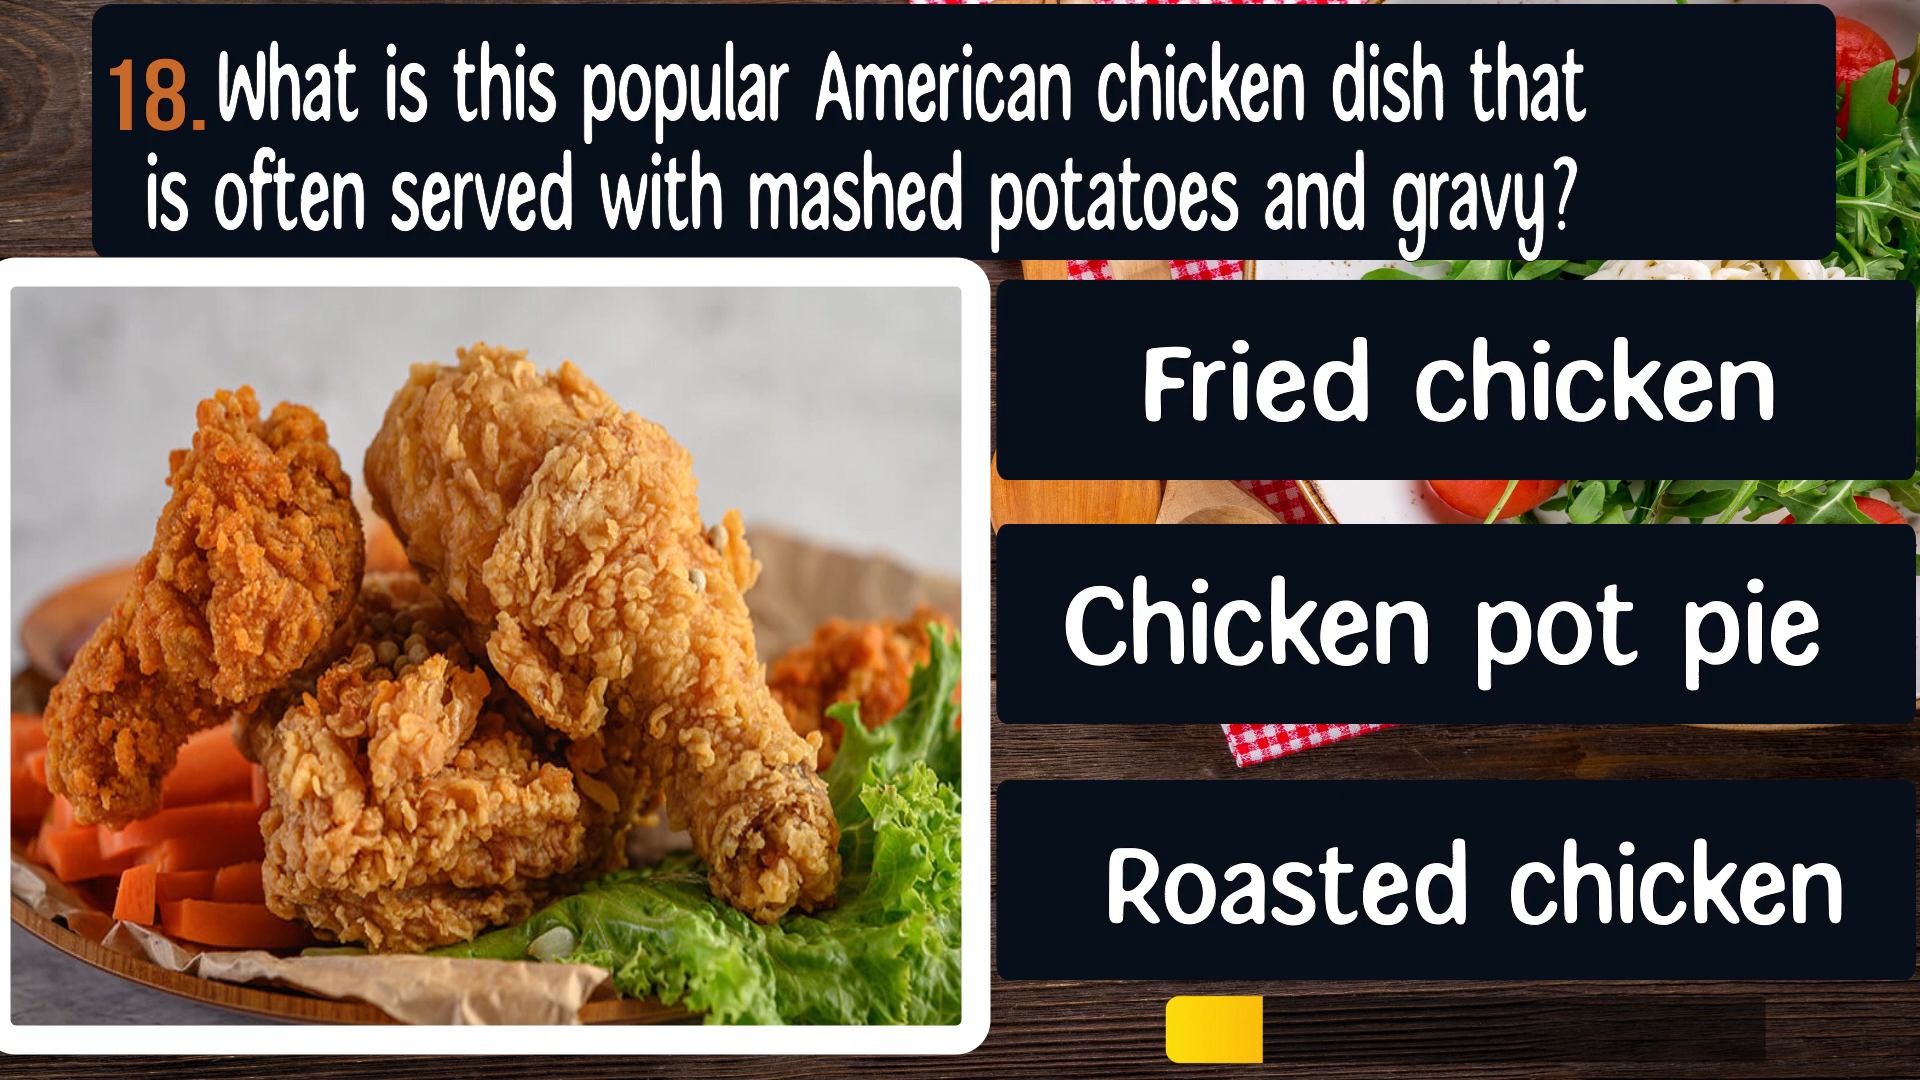 18. What is this popular American chicken dish that
is often served with mashed potatoes and gravy?
Fried chicken
Chicken pot pie
Roasted chicken